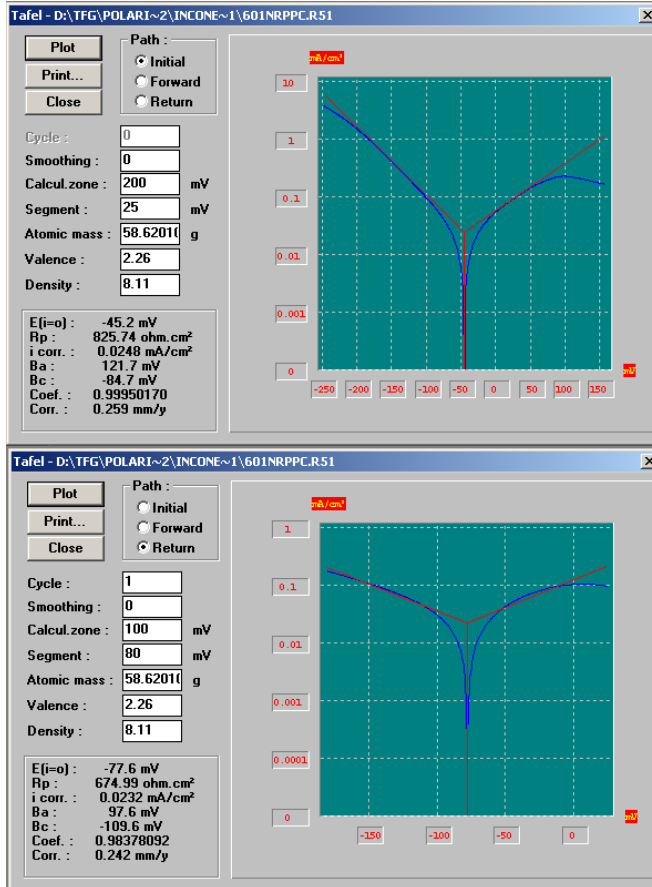 Tafel - D:\TFG\POLARI~2\INCONE~1\601NRPPC.R51
Plot
Print...
Close
Path :
Initial
Forward
Return
Cycle : 0
Smoothing : 0
Calcul.zone : 200 mV
Segment : 25 mV
Atomic mass : 58.62010 g
Valence : 2.26
Density : 8.11
E(i=o) : -45.2 mV
Rp : 825.74 ohm.cm²
i corr. : 0.0248 mA/cm²
Ba : 121.7 mV
Bc : -84.7 mV
Coef. : 0.99950170
Corr. : 0.259 mm/y
mA/cm²
10
1
0.1
0.01
0.001
0
-250 -200 -150 -100 -50 0 50 100 150
mV
Tafel - D:\TFG\POLARI~2\INCONE~1\601NRPPC.R51
Plot
Print...
Close
Path :
Initial
Forward
Return
Cycle : 1
Smoothing : 0
Calcul.zone : 100 mV
Segment : 80 mV
Atomic mass : 58.62010 g
Valence : 2.26
Density : 8.11
E(i=o) : -77.6 mV
Rp : 674.99 ohm.cm²
i corr. : 0.0232 mA/cm²
Ba : 97.6 mV
Bc : -109.6 mV
Coef. : 0.98378092
Corr. : 0.242 mm/y
mA/cm²
1
0.1
0.01
0.001
0.0001
0
-150 -100 -50 0
mV